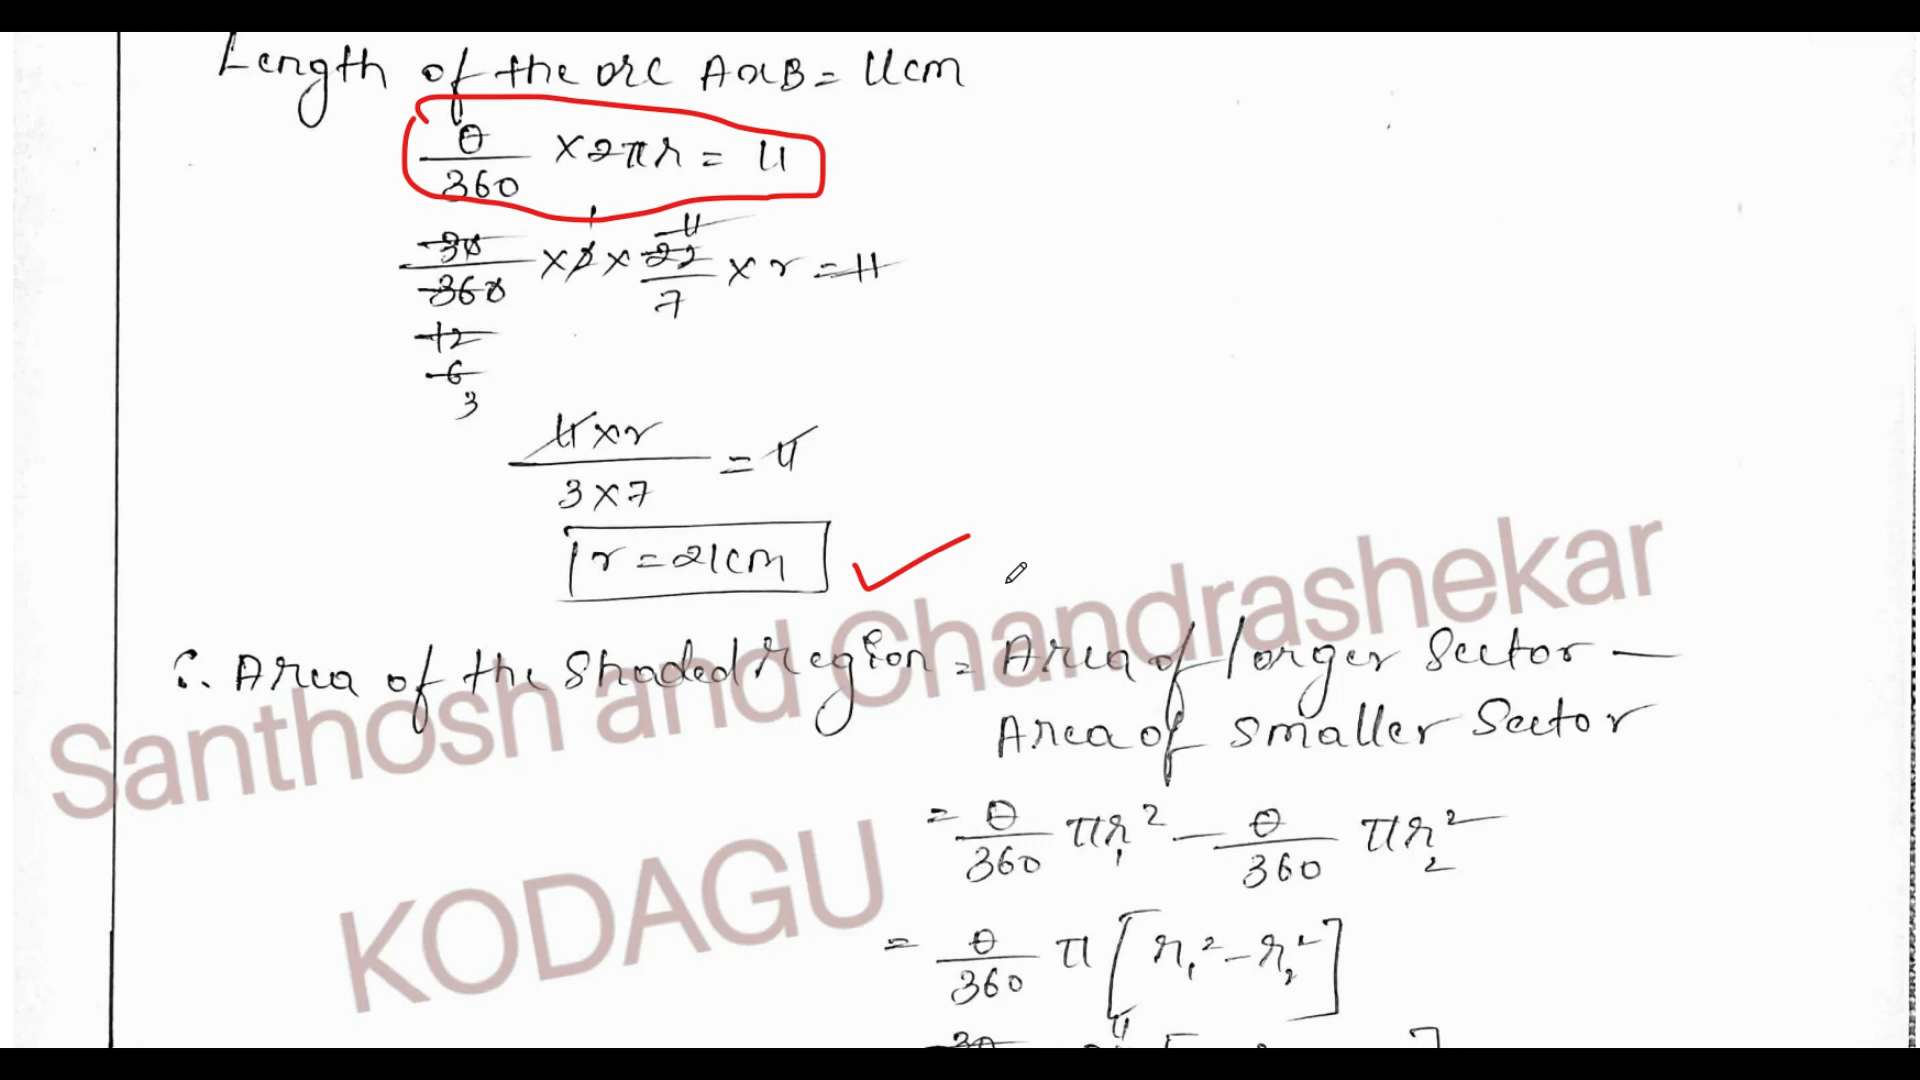 Length of the arc AxB = 11cm
θ/360 × 2πr = 11
30/360 × 2 × 22/7 × r = 11
1
11
12
6
3
11×r / 3×7 = 11
r = 21cm
∴ Area of the Shaded Region = Area of larger Sector —
Area of Smaller Sector
= θ/360 πr₁² − θ/360 πr₂²
= θ/360 π [r₁² − r₂²]
Santhosh and Chandrashekar
KODAGU